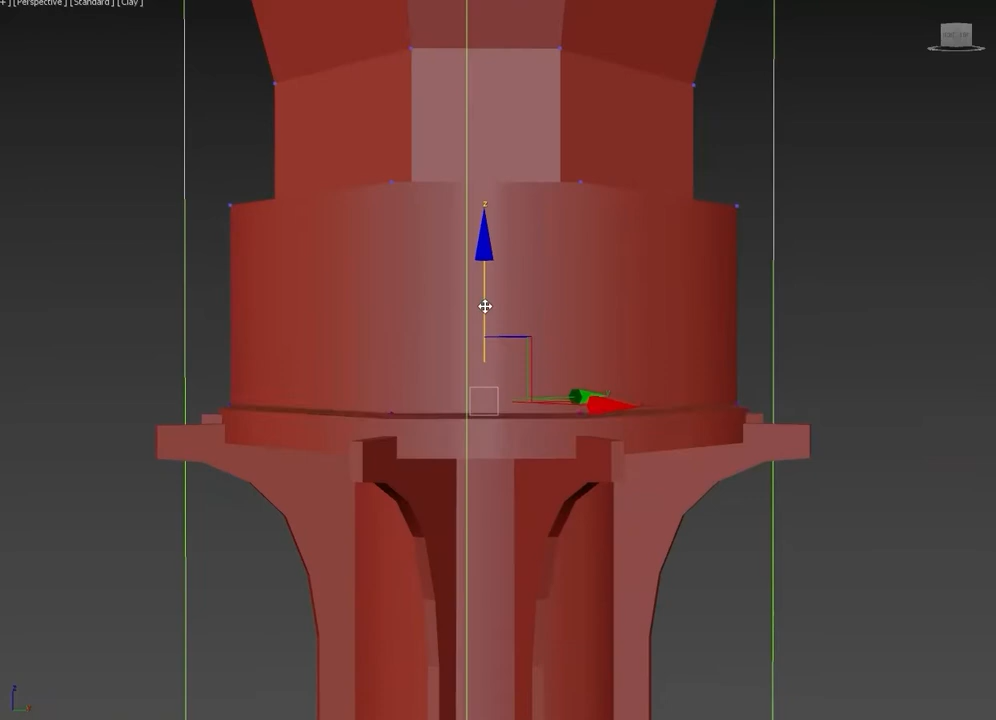 + ] [Perspective ] [Standard ] [Clay ]
z
z
x